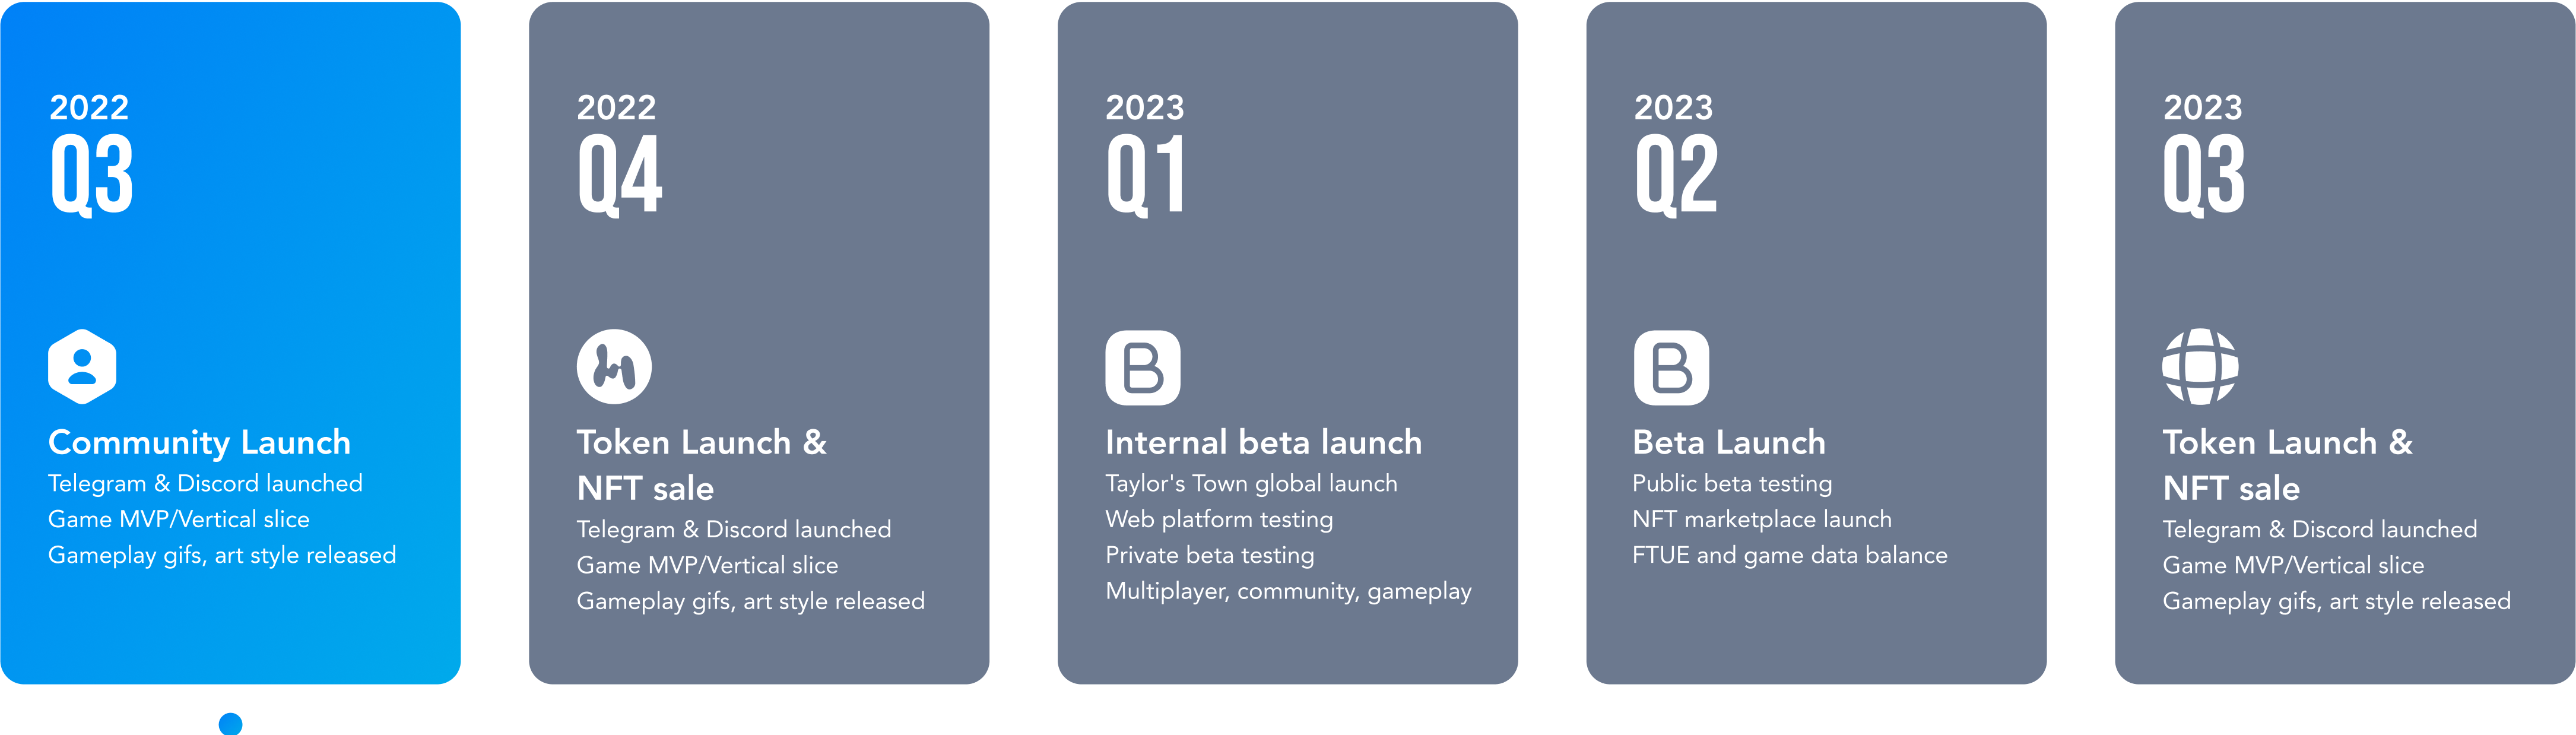 2022
Q3
Community Launch
Telegram & Discord launched
Game MVP/Vertical slice
Gameplay gifs, art style released
2022
Q4
Token Launch &
NFT sale
Telegram & Discord launched
Game MVP/Vertical slice
Gameplay gifs, art style released
2023
Q1
B
Internal beta launch
Taylor's Town global launch
Web platform testing
Private beta testing
Multiplayer, community, gameplay
2023
Q2
B
Beta Launch
Public beta testing
NFT marketplace launch
FTUE and game data balance
2023
Q3
Token Launch &
NFT sale
Telegram & Discord launched
Game MVP/Vertical slice
Gameplay gifs, art style released